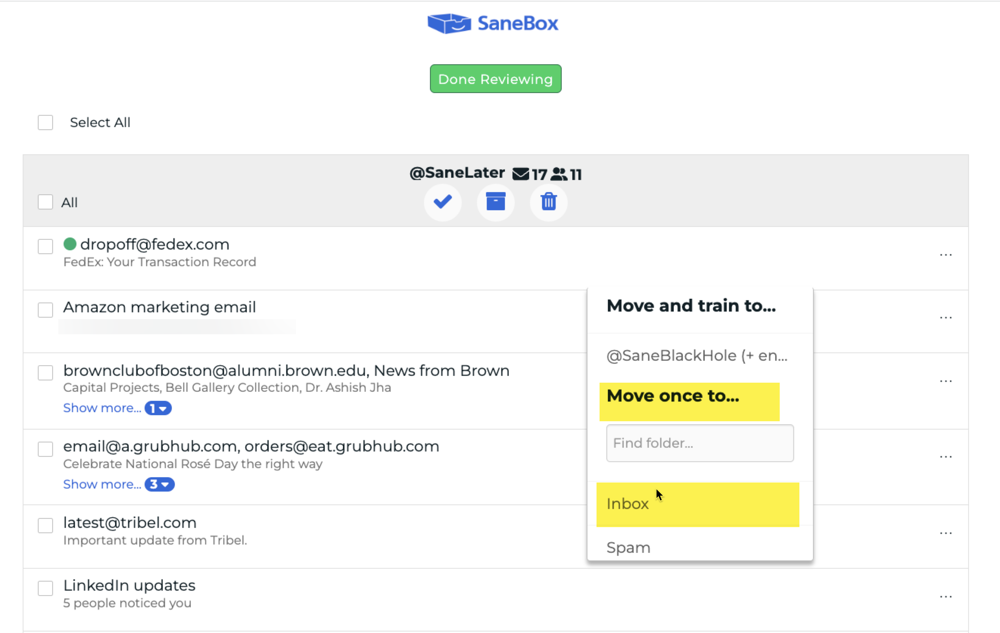 SaneBox
Done Reviewing
Select All
@SaneLater 17 11
All
dropoff@fedex.com
FedEx: Your Transaction Record
...
Amazon marketing email
...
brownclubofboston@alumni.brown.edu, News from Brown
Capital Projects, Bell Gallery Collection, Dr. Ashish Jha
Show more... 1
...
email@a.grubhub.com, orders@eat.grubhub.com
Celebrate National Rosé Day the right way
Show more... 3
...
latest@tribel.com
Important update from Tribel.
...
LinkedIn updates
5 people noticed you
...
Move and train to...
@SaneBlackHole (+ en...
Move once to...
Find folder...
Inbox
Spam